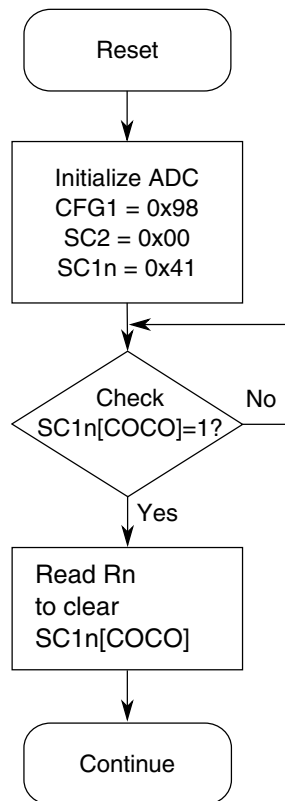 Reset
Initialize ADC
CFG1 = 0x98
SC2 = 0x00
SC1n = 0x41
Check
SC1n[COCO]=1?
No
Yes
Read Rn
to clear
SC1n[COCO]
Continue